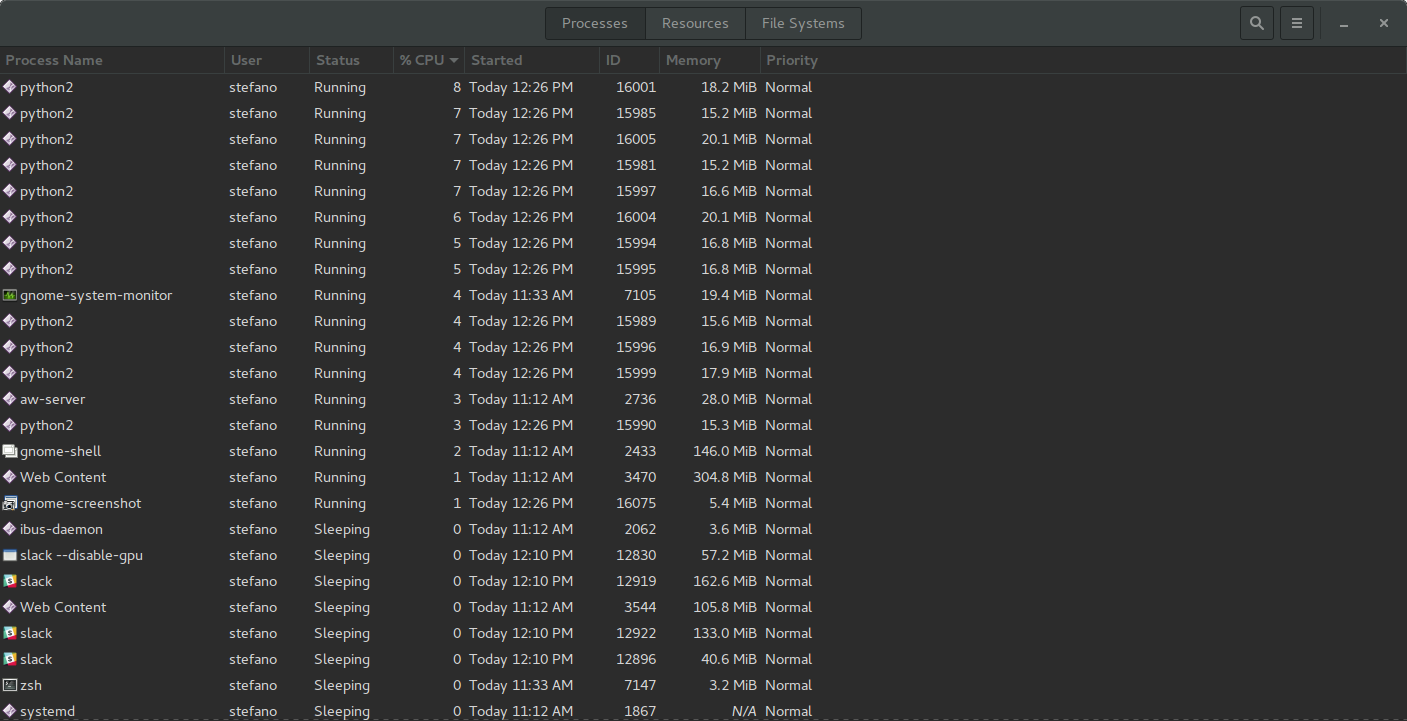 Processes Resources File Systems
Process Name User Status % CPU Started ID Memory Priority
python2 stefano Running 8 Today 12:26 PM 16001 18.2 MiB Normal
python2 stefano Running 7 Today 12:26 PM 15985 15.2 MiB Normal
python2 stefano Running 7 Today 12:26 PM 16005 20.1 MiB Normal
python2 stefano Running 7 Today 12:26 PM 15981 15.2 MiB Normal
python2 stefano Running 7 Today 12:26 PM 15997 16.6 MiB Normal
python2 stefano Running 6 Today 12:26 PM 16004 20.1 MiB Normal
python2 stefano Running 5 Today 12:26 PM 15994 16.8 MiB Normal
python2 stefano Running 5 Today 12:26 PM 15995 16.8 MiB Normal
gnome-system-monitor stefano Running 4 Today 11:33 AM 7105 19.4 MiB Normal
python2 stefano Running 4 Today 12:26 PM 15989 15.6 MiB Normal
python2 stefano Running 4 Today 12:26 PM 15996 16.9 MiB Normal
python2 stefano Running 4 Today 12:26 PM 15999 17.9 MiB Normal
aw-server stefano Running 3 Today 11:12 AM 2736 28.0 MiB Normal
python2 stefano Running 3 Today 12:26 PM 15990 15.3 MiB Normal
gnome-shell stefano Running 2 Today 11:12 AM 2433 146.0 MiB Normal
Web Content stefano Running 1 Today 11:12 AM 3470 304.8 MiB Normal
gnome-screenshot stefano Running 1 Today 12:26 PM 16075 5.4 MiB Normal
ibus-daemon stefano Sleeping 0 Today 11:12 AM 2062 3.6 MiB Normal
slack --disable-gpu stefano Sleeping 0 Today 12:10 PM 12830 57.2 MiB Normal
slack stefano Sleeping 0 Today 12:10 PM 12919 162.6 MiB Normal
Web Content stefano Sleeping 0 Today 11:12 AM 3544 105.8 MiB Normal
slack stefano Sleeping 0 Today 12:10 PM 12922 133.0 MiB Normal
slack stefano Sleeping 0 Today 12:10 PM 12896 40.6 MiB Normal
zsh stefano Sleeping 0 Today 11:33 AM 7147 3.2 MiB Normal
systemd stefano Sleeping 0 Today 11:12 AM 1867 N/A Normal